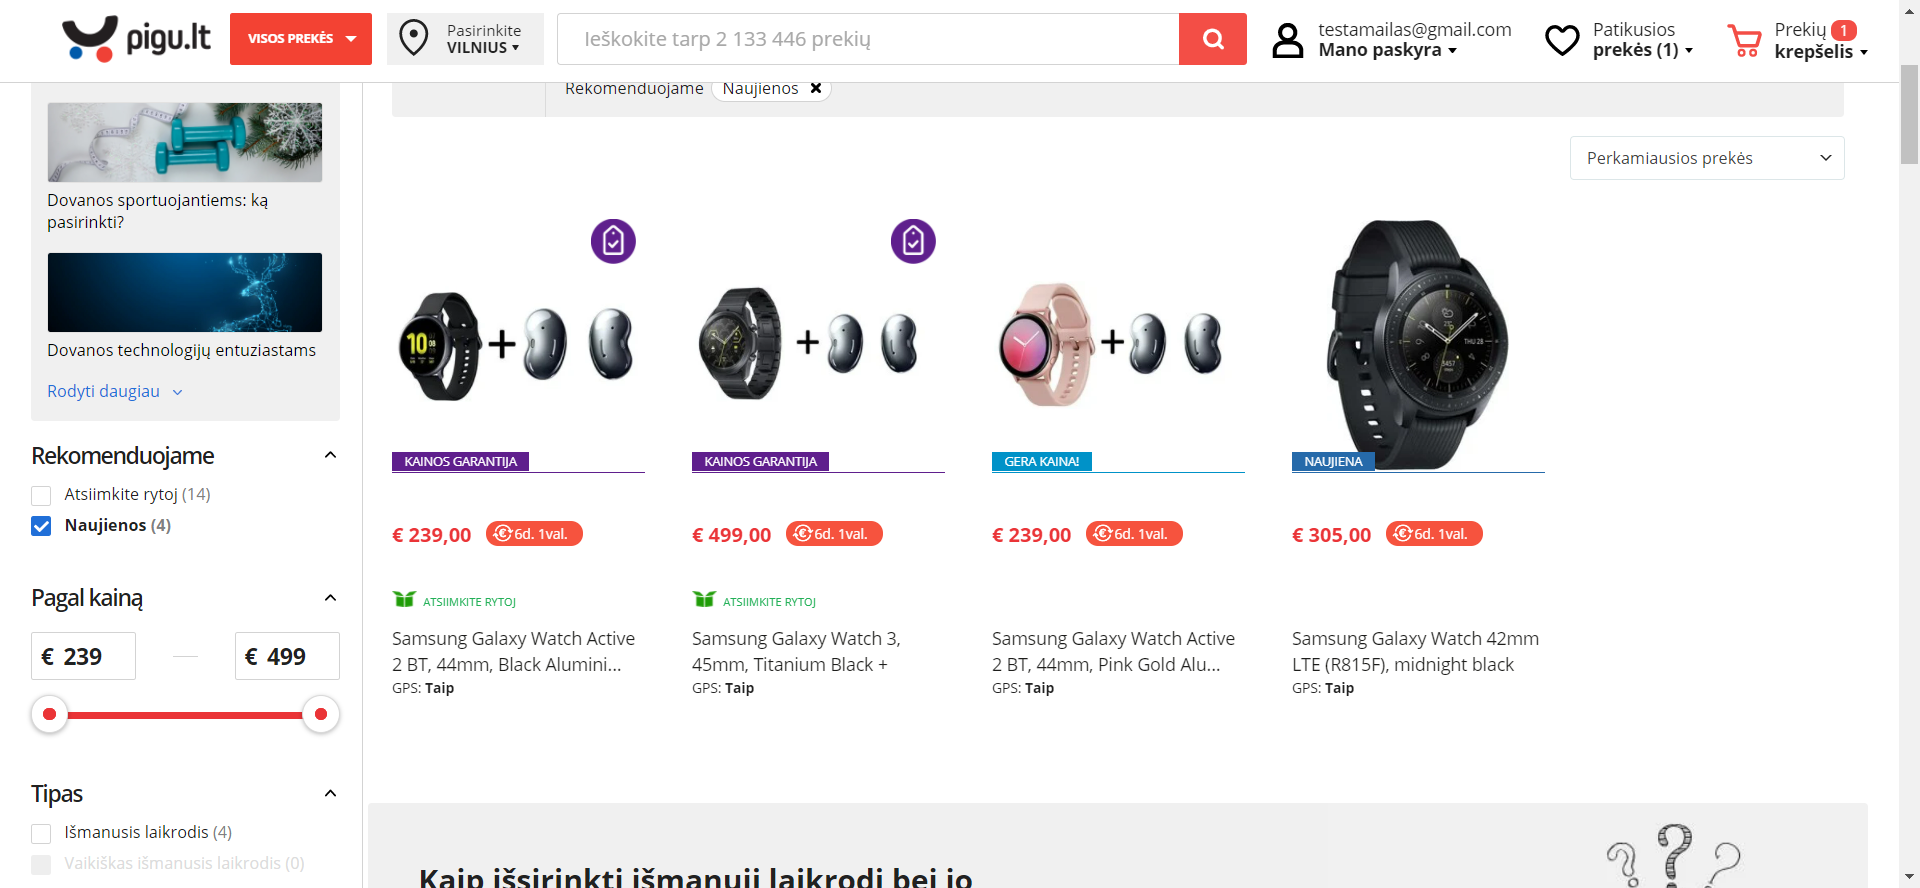 pigu.lt
VISOS PREKĖS
Pasirinkite
VILNIUS
Ieškokite tarp 2 133 446 prekių
testamailas@gmail.com
Mano paskyra
Patikusios
prekės (1)
Prekių 1
krepšelis
Rekomenduojame Naujienos
Dovanos sportuojantiems: ką
pasirinkti?
Dovanos technologijų entuziastams
Rodyti daugiau
Rekomenduojame
Atsiimkite rytoj (14)
Naujienos (4)
Pagal kainą
€ 239
€ 499
Tipas
Išmanusis laikrodis (4)
Vaikiškas išmanusis laikrodis (0)
Perkamiausios prekės
KAINOS GARANTIJA
€ 239,00 6d. 1val.
ATSIIMKITE RYTOJ
Samsung Galaxy Watch Active
2 BT, 44mm, Black Alumini...
GPS: Taip
KAINOS GARANTIJA
€ 499,00 6d. 1val.
ATSIIMKITE RYTOJ
Samsung Galaxy Watch 3,
45mm, Titanium Black +
GPS: Taip
GERA KAINA!
€ 239,00 6d. 1val.
Samsung Galaxy Watch Active
2 BT, 44mm, Pink Gold Alu...
GPS: Taip
NAUJIENA
€ 305,00 6d. 1val.
Samsung Galaxy Watch 42mm
LTE (R815F), midnight black
GPS: Taip
Kaip išsirinkti išmanųjį laikrodį bei jo